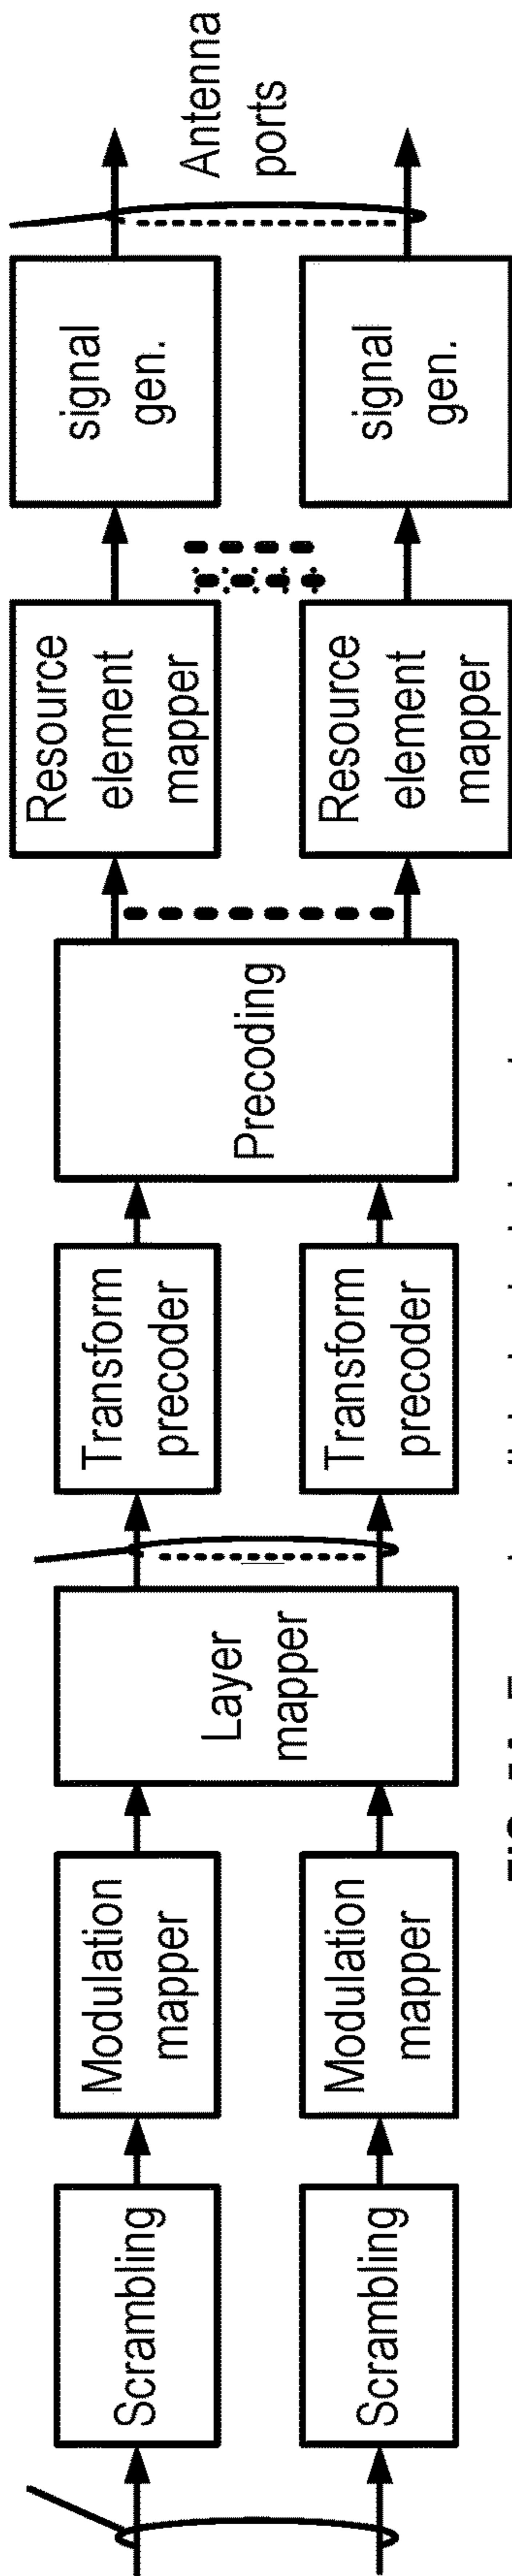 Scrambling
Scrambling
Modulation
mapper
Modulation
mapper
Layer
mapper
Transform
precoder
Transform
precoder
Precoding
Resource
element
mapper
Resource
element
mapper
signal
gen.
signal
gen.
Antenna
ports